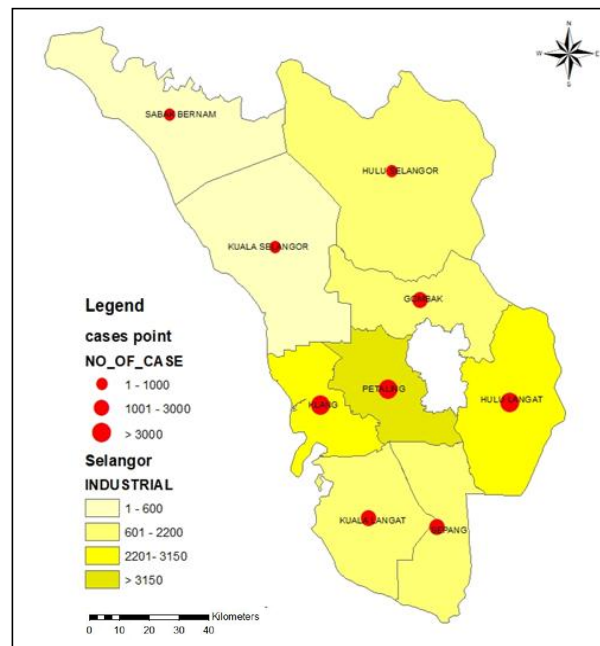 N
W E
S
SABAK BERNAM
HULU SELANGOR
KUALA SELANGOR
GOMBAK
PETALING
KLANG
HULU LANGAT
KUALA LANGAT
SEPANG
Legend
cases point
NO_OF_CASE
1 - 1000
1001 - 3000
> 3000
Selangor
INDUSTRIAL
1 - 600
601 - 2200
2201- 3150
> 3150
Kilometers
0 5 10 20 30 40